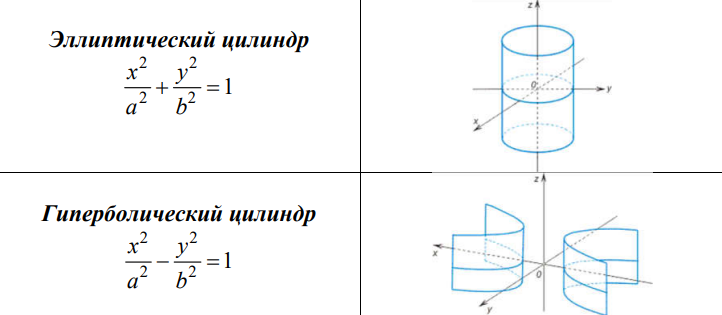 Эллиптический цилиндр
x²/a² + y²/b² = 1
z
0
y
x
Гиперболический цилиндр
x²/a² − y²/b² = 1
z
x
0
y